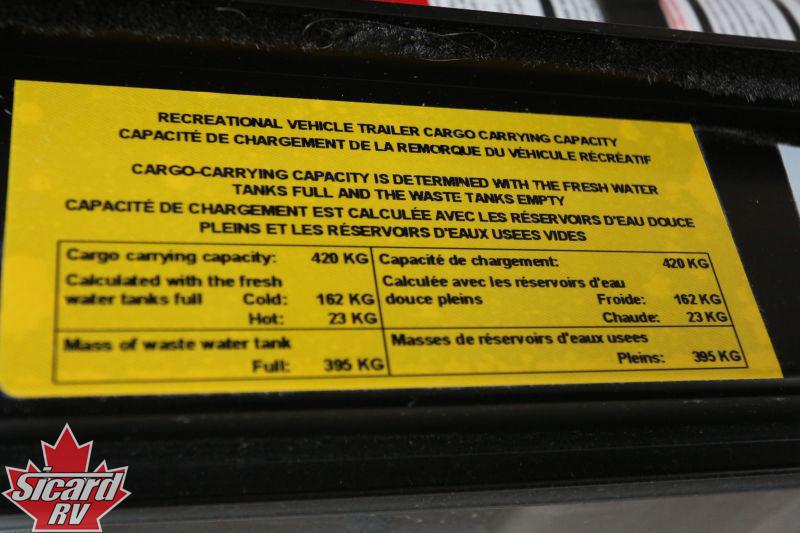 RECREATIONAL VEHICLE TRAILER CARGO CARRYING CAPACITY
CAPACITÉ DE CHARGEMENT DE LA REMORQUE DU VÉHICULE RÉCRÉATIF
CARGO-CARRYING CAPACITY IS DETERMINED WITH THE FRESH WATER
TANKS FULL AND THE WASTE TANKS EMPTY
CAPACITÉ DE CHARGEMENT EST CALCULÉE AVEC LES RÉSERVOIRS D'EAU DOUCE
PLEINS ET LES RÉSERVOIRS D'EAUX USEES VIDES
Cargo carrying capacity: 420 KG
Calculated with the fresh
water tanks full Cold: 162 KG
Hot: 23 KG
Mass of waste water tank
Full: 395 KG
Capacité de chargement: 420 KG
Calculée avec les réservoirs d'eau
douce pleins Froide: 162 KG
Chaude: 23 KG
Masses de réservoirs d'eaux usees
Pleins: 395 KG
Sicard
RV